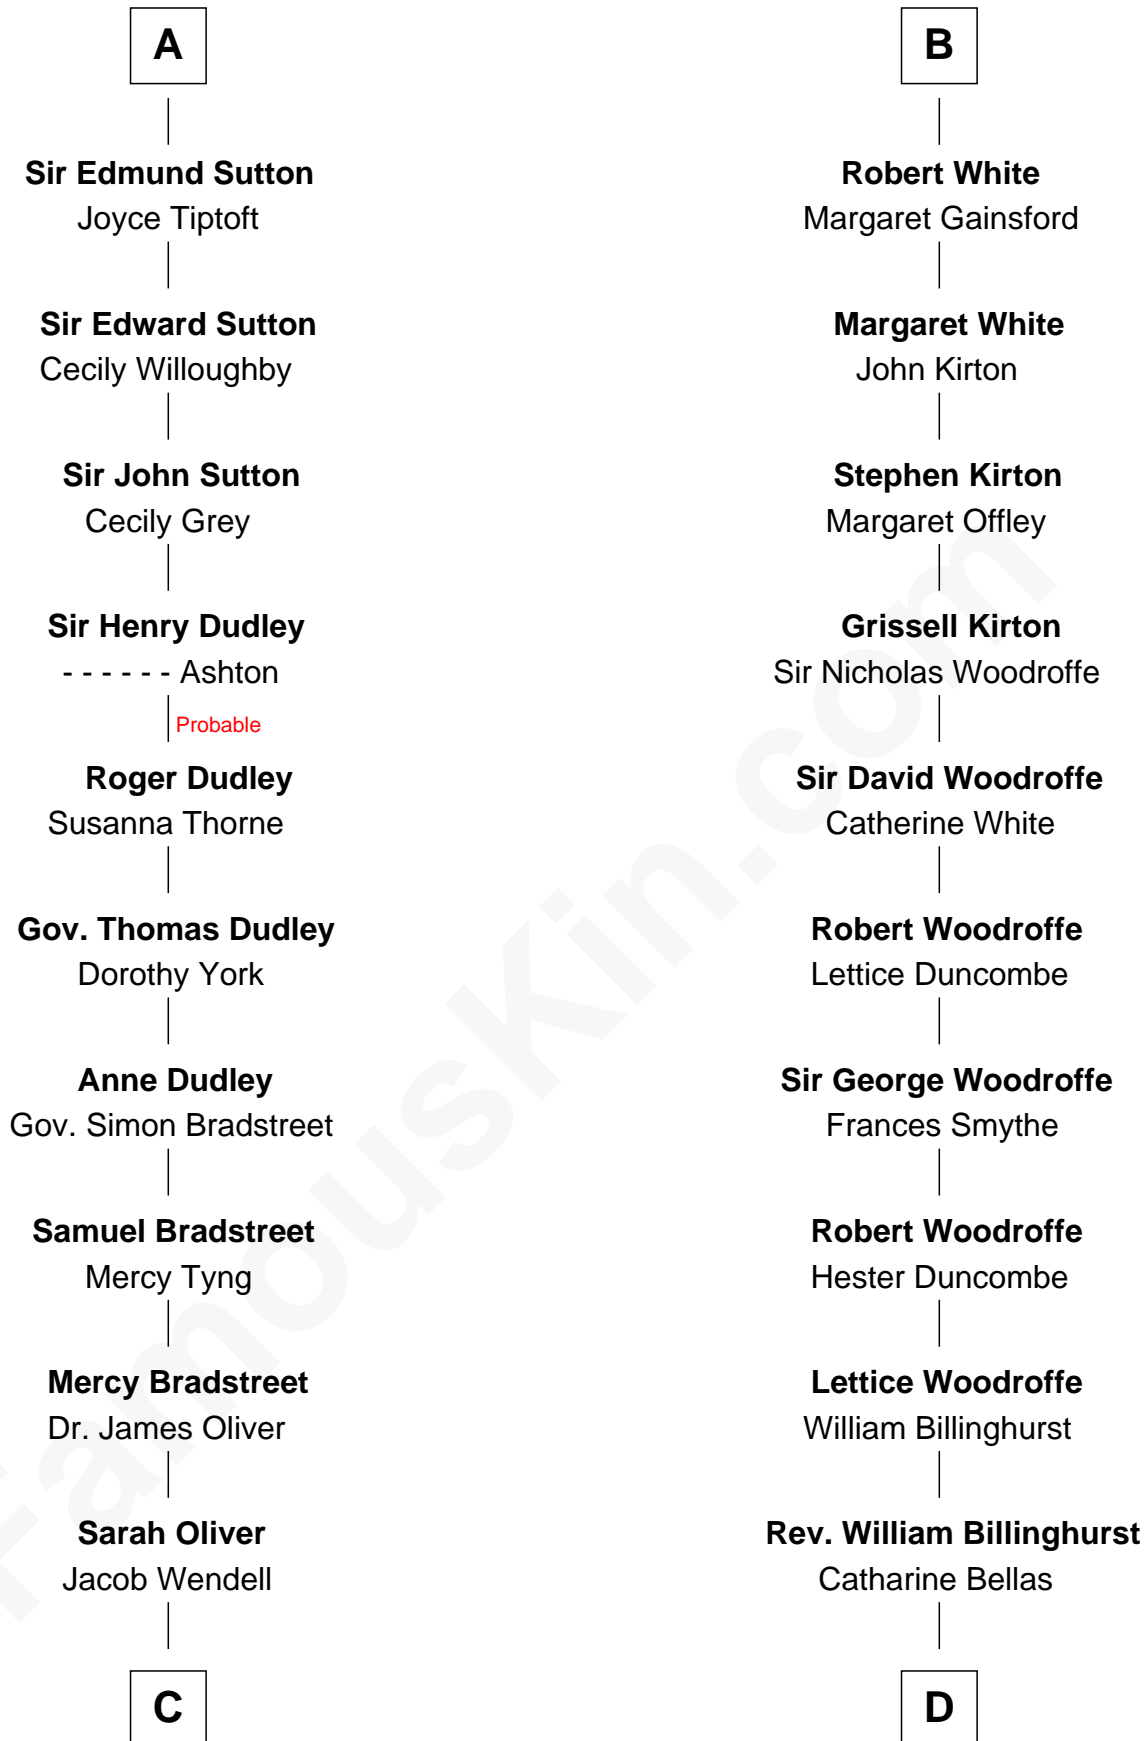 A
Sir Edmund Sutton
Joyce Tiptoft
Sir Edward Sutton
Cecily Willoughby
Sir John Sutton
Cecily Grey
Sir Henry Dudley
- - - - - - Ashton
Probable
Roger Dudley
Susanna Thorne
Gov. Thomas Dudley
Dorothy York
Anne Dudley
Gov. Simon Bradstreet
Samuel Bradstreet
Mercy Tyng
Mercy Bradstreet
Dr. James Oliver
Sarah Oliver
Jacob Wendell
C
B
Robert White
Margaret Gainsford
Margaret White
John Kirton
Stephen Kirton
Margaret Offley
Grissell Kirton
Sir Nicholas Woodroffe
Sir David Woodroffe
Catherine White
Robert Woodroffe
Lettice Duncombe
Sir George Woodroffe
Frances Smythe
Robert Woodroffe
Hester Duncombe
Lettice Woodroffe
William Billinghurst
Rev. William Billinghurst
Catharine Bellas
D
FamousKin.com